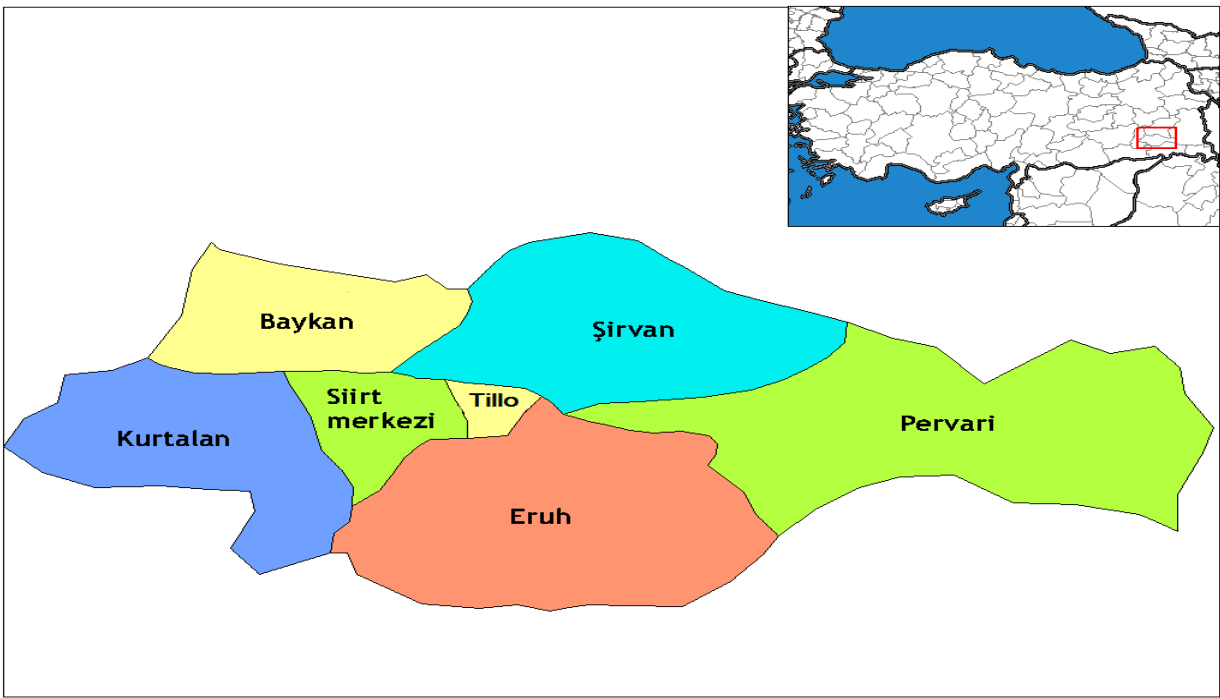 Baykan
Şirvan
Siirt
merkezi
Tillo
Kurtalan
Pervari
Eruh